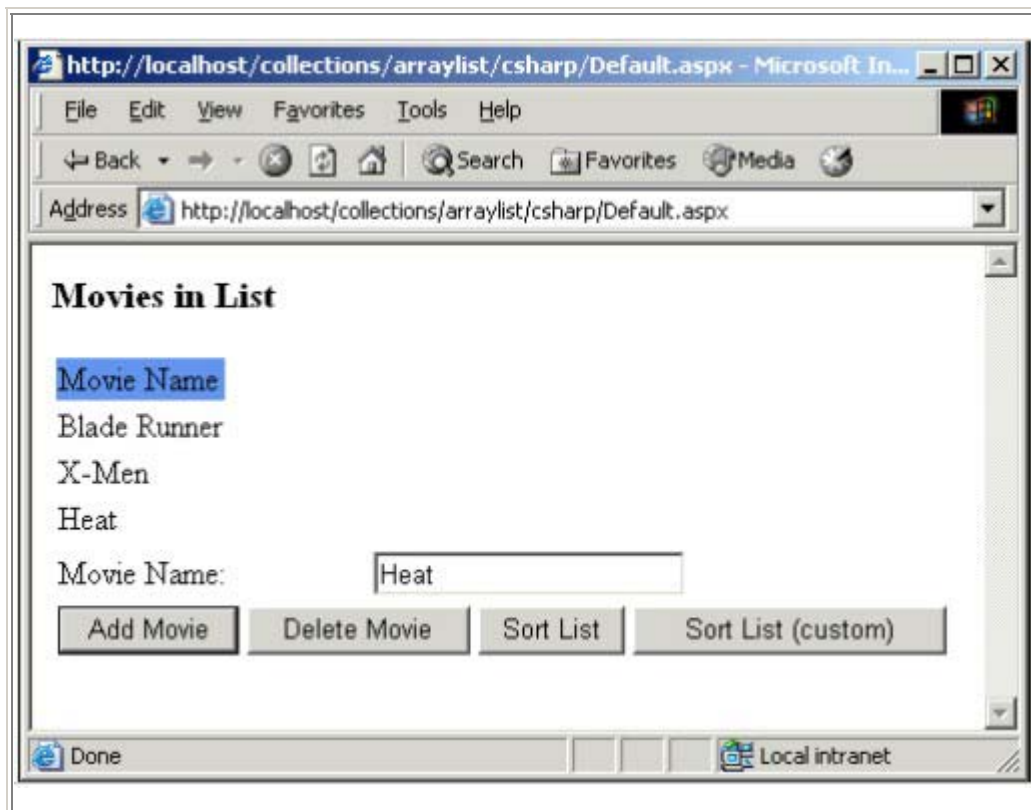 http://localhost/collections/arraylist/csharp/Default.aspx - Microsoft In...
File Edit View Favorites Tools Help
Back Search Favorites Media
Address http://localhost/collections/arraylist/csharp/Default.aspx
Movies in List
Movie Name
Blade Runner
X-Men
Heat
Movie Name: Heat
Add Movie Delete Movie Sort List Sort List (custom)
Done Local intranet